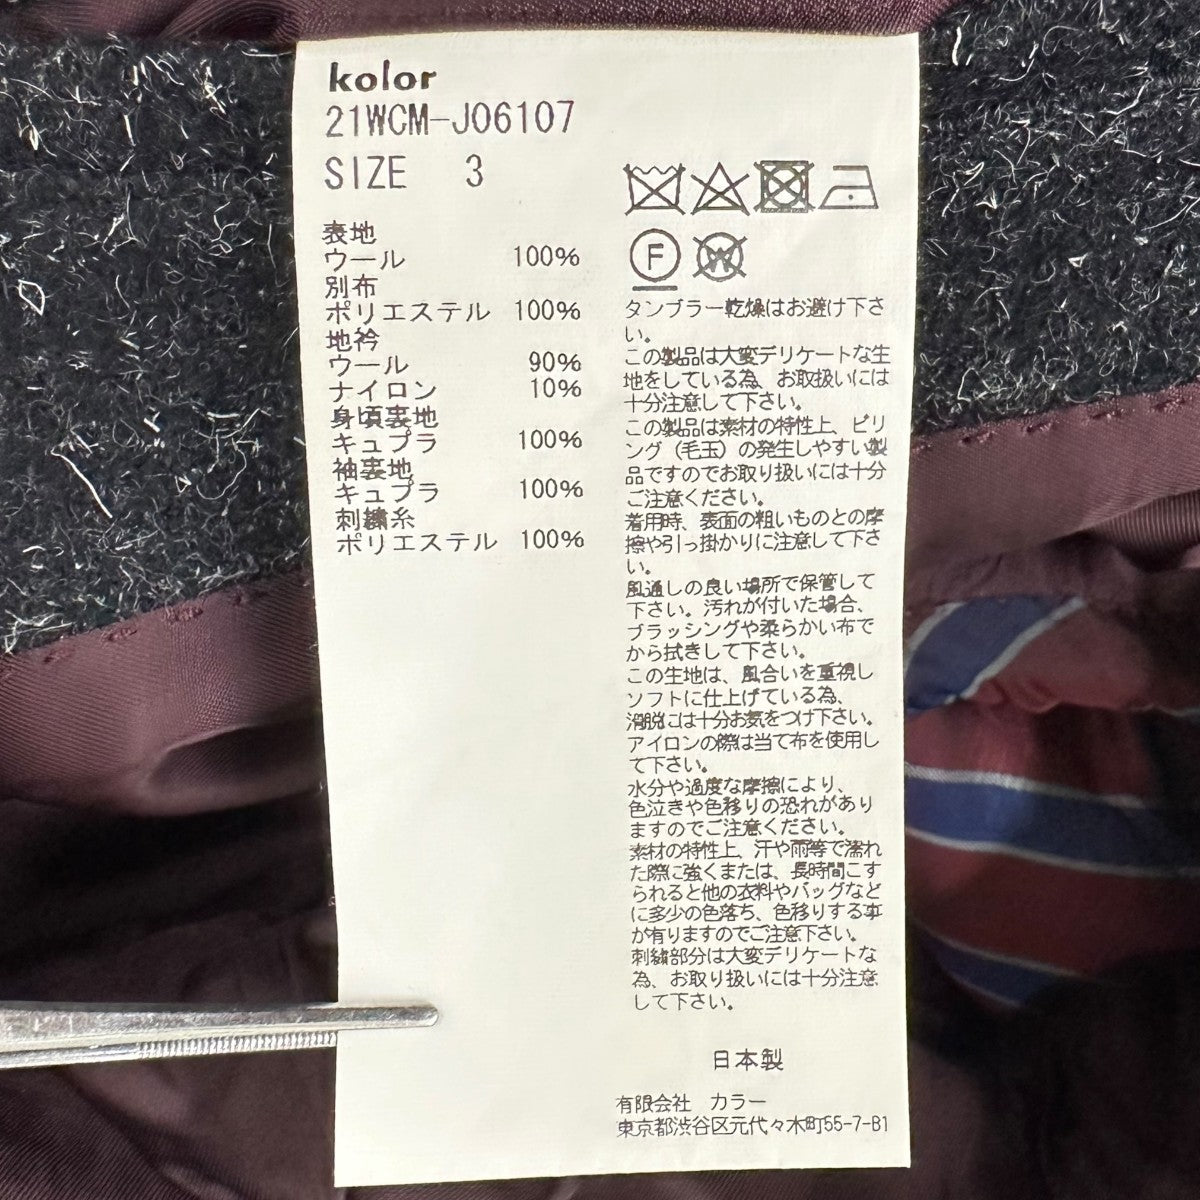 kolor
21WCM-J06107
SIZE 3
表地
ウール 100%
別布
ポリエステル 100%
地衿
ウール 90%
ナイロン 10%
身頃裏地
キュプラ 100%
袖裏地
キュプラ 100%
刺繍糸
ポリエステル 100%
F
W
タンブラー乾燥はお避け下さ
い。
この製品は大変デリケートな生
地をしている為、お取扱いには
十分注意して下さい。
この製品は素材の特性上、ピリ
ング（毛玉）の発生しやすい製
品ですのでお取り扱いには十分
ご注意ください。
着用時、表面の粗いものとの摩
擦や引っ掛かりに注意して下さ
い。
風通しの良い場所で保管して
下さい。汚れが付いた場合、
ブラッシングや柔らかい布で
から拭きして下さい。
この生地は、風合いを重視し
ソフトに仕上げている為、
滑脱には十分お気をつけ下さい。
アイロンの際は当て布を使用し
て下さい。
水分や過度な摩擦により、
色泣きや色移りの恐れがあり
ますのでご注意ください。
素材の特性上、汗や雨等で濡れ
た際に強くまたは、長時間こす
られると他の衣料やバッグなど
に多少の色落ち、色移りする事
が有りますのでご注意下さい。
刺繍部分は大変デリケートな
為、お取り扱いには十分注意
して下さい。
日本製
有限会社 カラー
東京都渋谷区元代々木町55-7-B1